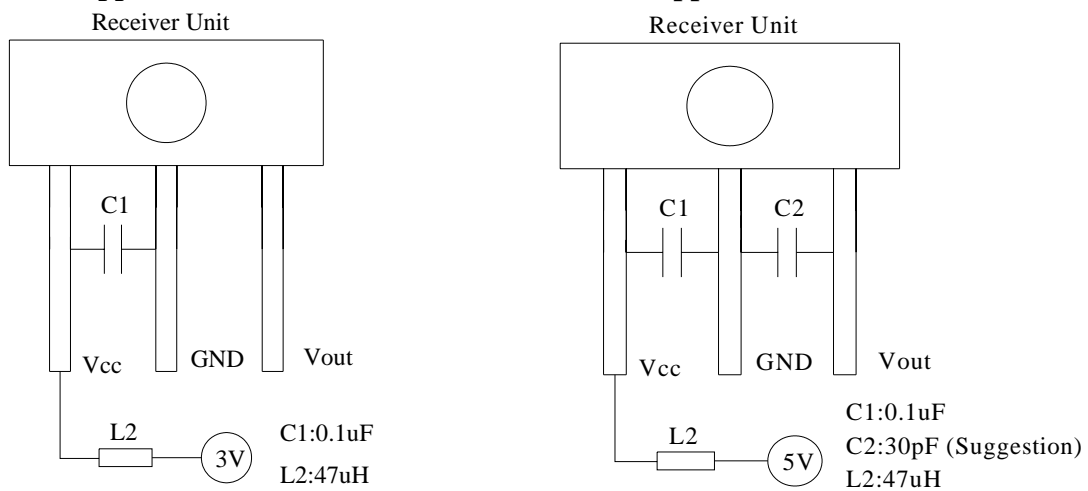 Receiver Unit
C1
Vcc
GND
Vout
L2
3V
C1:0.1uF
L2:47uH
Receiver Unit
C1
C2
Vcc
GND
Vout
L2
5V
C1:0.1uF
C2:30pF (Suggestion)
L2:47uH